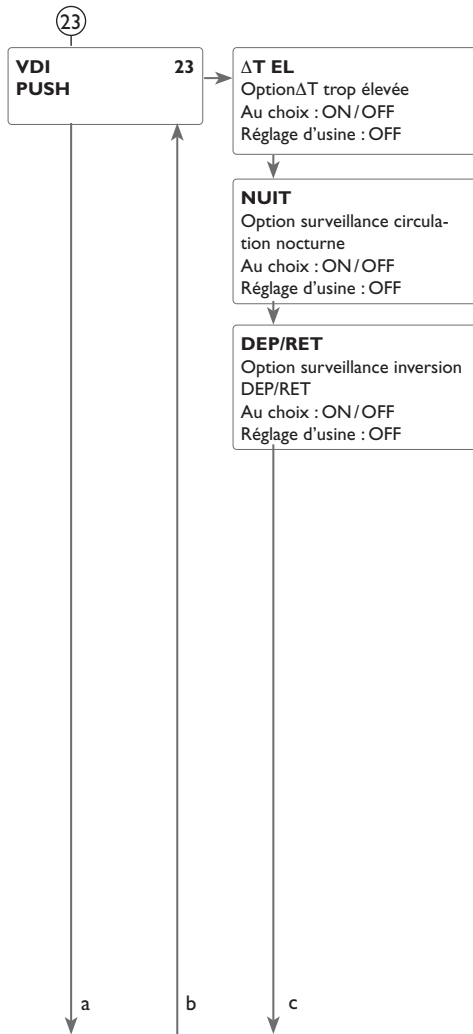 23
VDI 23
PUSH
ΔT EL
OptionΔT trop élevée
Au choix : ON/OFF
Réglage d'usine : OFF
NUIT
Option surveillance circula-
tion nocturne
Au choix : ON/OFF
Réglage d'usine : OFF
DEP/RET
Option surveillance inversion
DEP/RET
Au choix : ON/OFF
Réglage d'usine : OFF
a b c